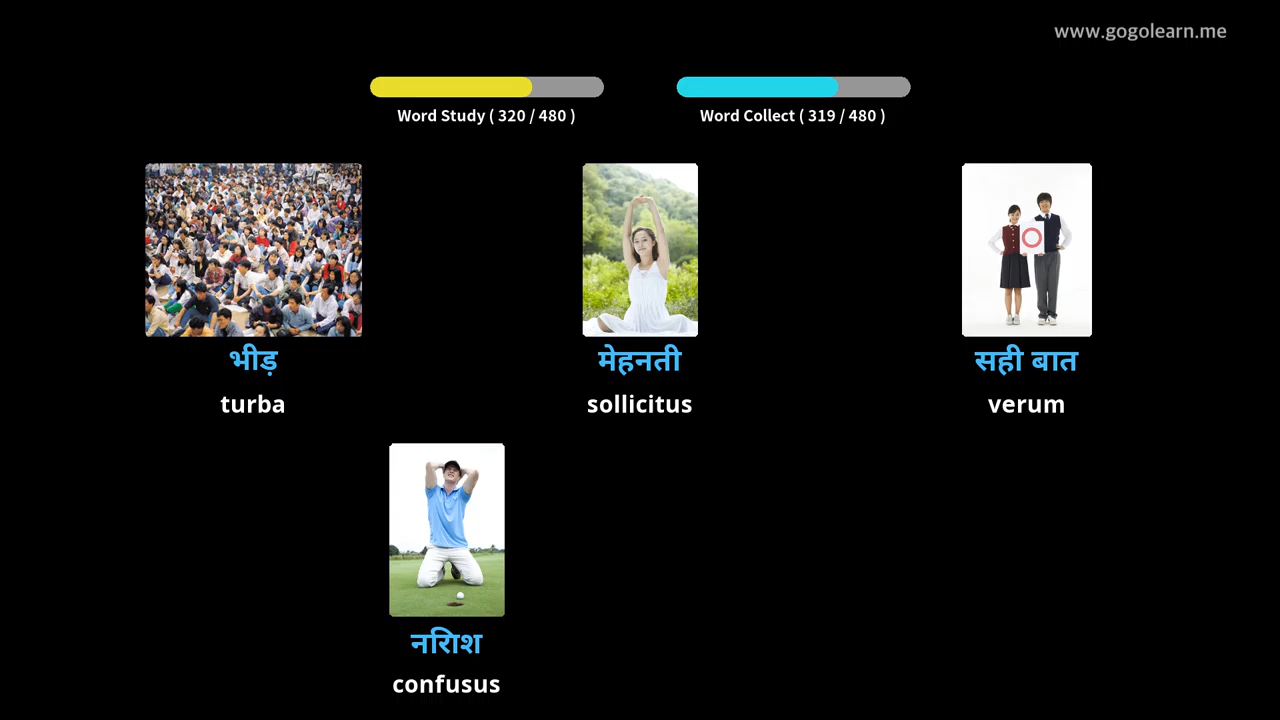 www.gogolearn.me
Word Study ( 320 / 480 )
Word Collect ( 319 / 480 )
भीड़
मेहनती
सही बात
turba
sollicitus
verum
नरिाश
confusus